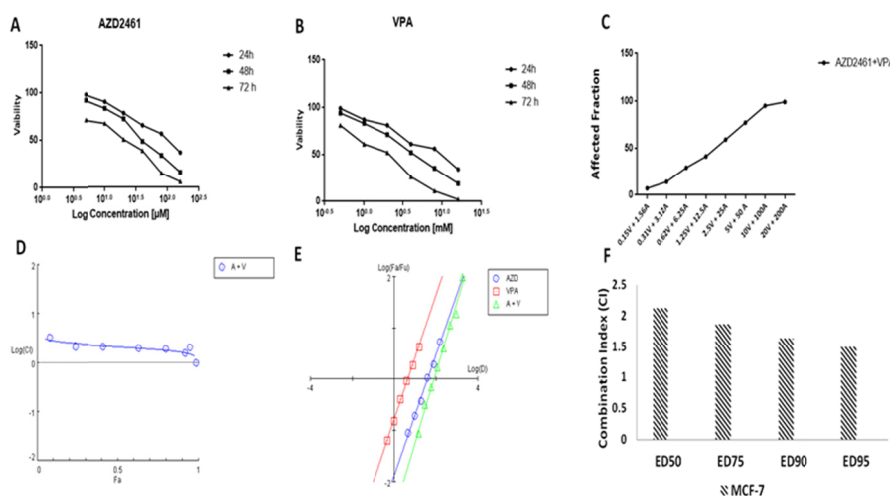 A
AZD2461
Vaibility
150
100
50
0
10^0.0
10^0.5
10^1.0
10^1.5
10^2.0
10^2.5
Log Concentration [µM]
24h
48h
72 h
B
VPA
Vaibility
150
100
50
0
10^-0.5
10^0.0
10^0.5
10^1.0
10^1.5
Log Concentration [mM]
24h
48h
72 h
C
Affected Fraction
150
100
50
0
0.15V + 1.56A
0.31V + 3.12A
0.62V + 6.25A
1.25V + 12.5A
2.5V + 25A
5V + 50 A
10V + 100A
20V + 200A
AZD2461+VPA
D
2
1
0
-1
-2
Log(CI)
0
0.5
1
Fa
A + V
E
Log(Fa/Fu)
2
-4
4
Log(D)
-2
AZD
VPA
A + V
F
Combination Index (CI)
2.5
2
1.5
1
0.5
0
ED50
ED75
ED90
ED95
MCF-7